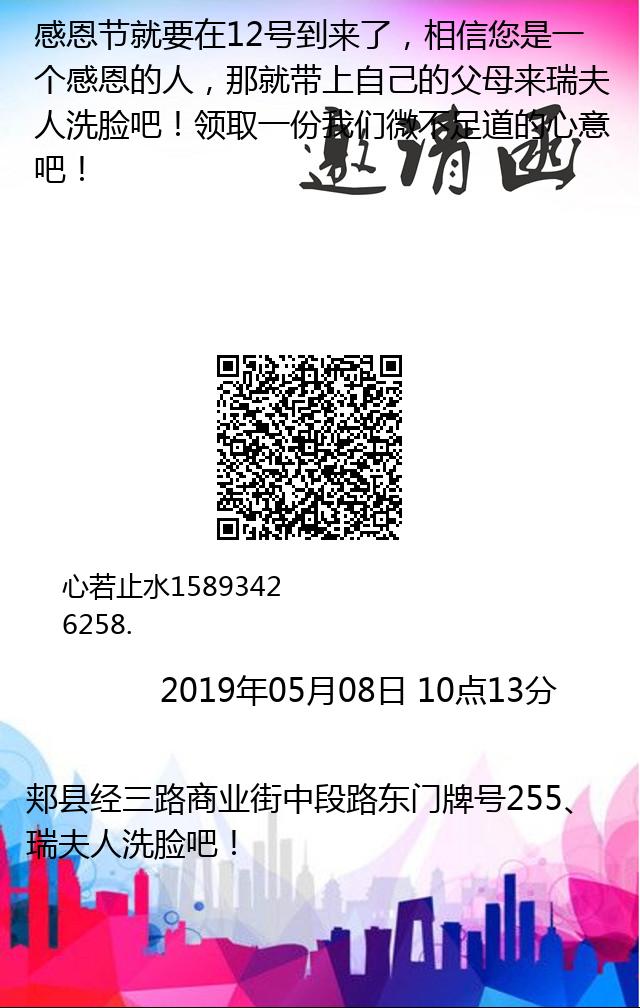 感恩节就要在12号到来了，相信您是一
个感恩的人，那就带上自己的父母来瑞夫
人洗脸吧！领取一份我们微不足道的心意
吧！
邀请函
心若止水1589342
6258.
2019年05月08日 10点13分
郏县经三路商业街中段路东门牌号255、
瑞夫人洗脸吧！